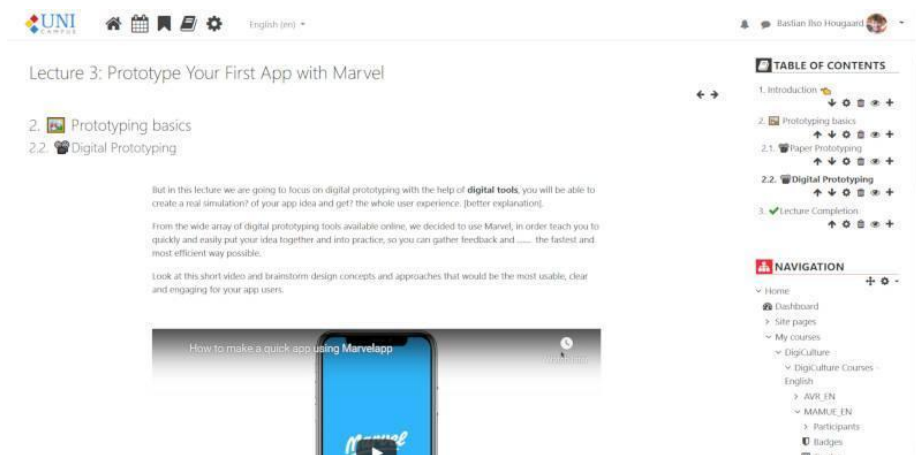 UNI
CAMPUS
English (en)
Bastian Ilso Hougaard
Lecture 3: Prototype Your First App with Marvel
2. Prototyping basics
2.2. Digital Prototyping
But in this lecture we are going to focus on digital prototyping with the help of digital tools, you will be able to
create a real simulation? of your app idea and get? the whole user experience. [better explanation].
From the wide array of digital prototyping tools available online, we decided to use Marvel, in order teach you to
quickly and easily put your idea together and into practice, so you can gather feedback and ...... the fastest and
most efficient way possible.
Look at this short video and brainstorm design concepts and approaches that would be the most usable, clear
and engaging for your app users.
How to make a quick app using Marvelapp
Marvel
TABLE OF CONTENTS
1. Introduction
2. Prototyping basics
2.1. Paper Prototyping
2.2. Digital Prototyping
3. Lecture Completion
NAVIGATION
Home
Dashboard
Site pages
My courses
DigiCulture
DigiCulture Courses
English
AVR_EN
MAMUE_EN
Participants
Badges